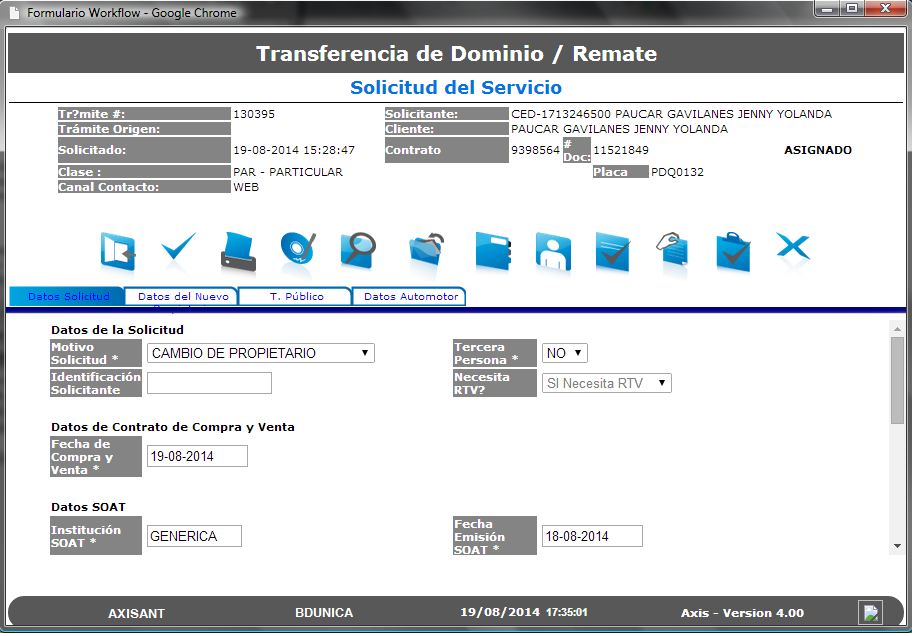 Formulario Workflow - Google Chrome
Transferencia de Dominio / Remate
Solicitud del Servicio
Tr?mite #: 130395 Solicitante: CED-1713246500 PAUCAR GAVILANES JENNY YOLANDA
Trámite Origen: Cliente: PAUCAR GAVILANES JENNY YOLANDA
Solicitado: 19-08-2014 15:28:47 Contrato 9398564 # Doc: 11521849 ASIGNADO
Clase : PAR - PARTICULAR Placa PDQ0132
Canal Contacto: WEB
Datos Solicitud Datos del Nuevo T. Público Datos Automotor
Datos de la Solicitud
Motivo Solicitud * CAMBIO DE PROPIETARIO Tercera Persona * NO
Identificación Solicitante Necesita RTV? SI Necesita RTV
Datos de Contrato de Compra y Venta
Fecha de Compra y Venta * 19-08-2014
Datos SOAT
Institución SOAT * GENERICA Fecha Emisión SOAT * 18-08-2014
AXISANT BDUNICA 19/08/2014 17:35:01 Axis - Version 4.00